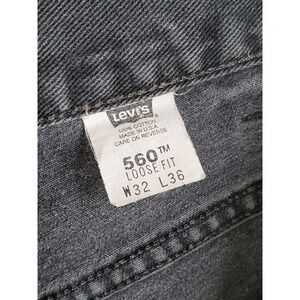 Levi's
100% COTTON
MADE IN U.S.A.
CARE ON REVERSE
560™
LOOSE FIT
W32 L36